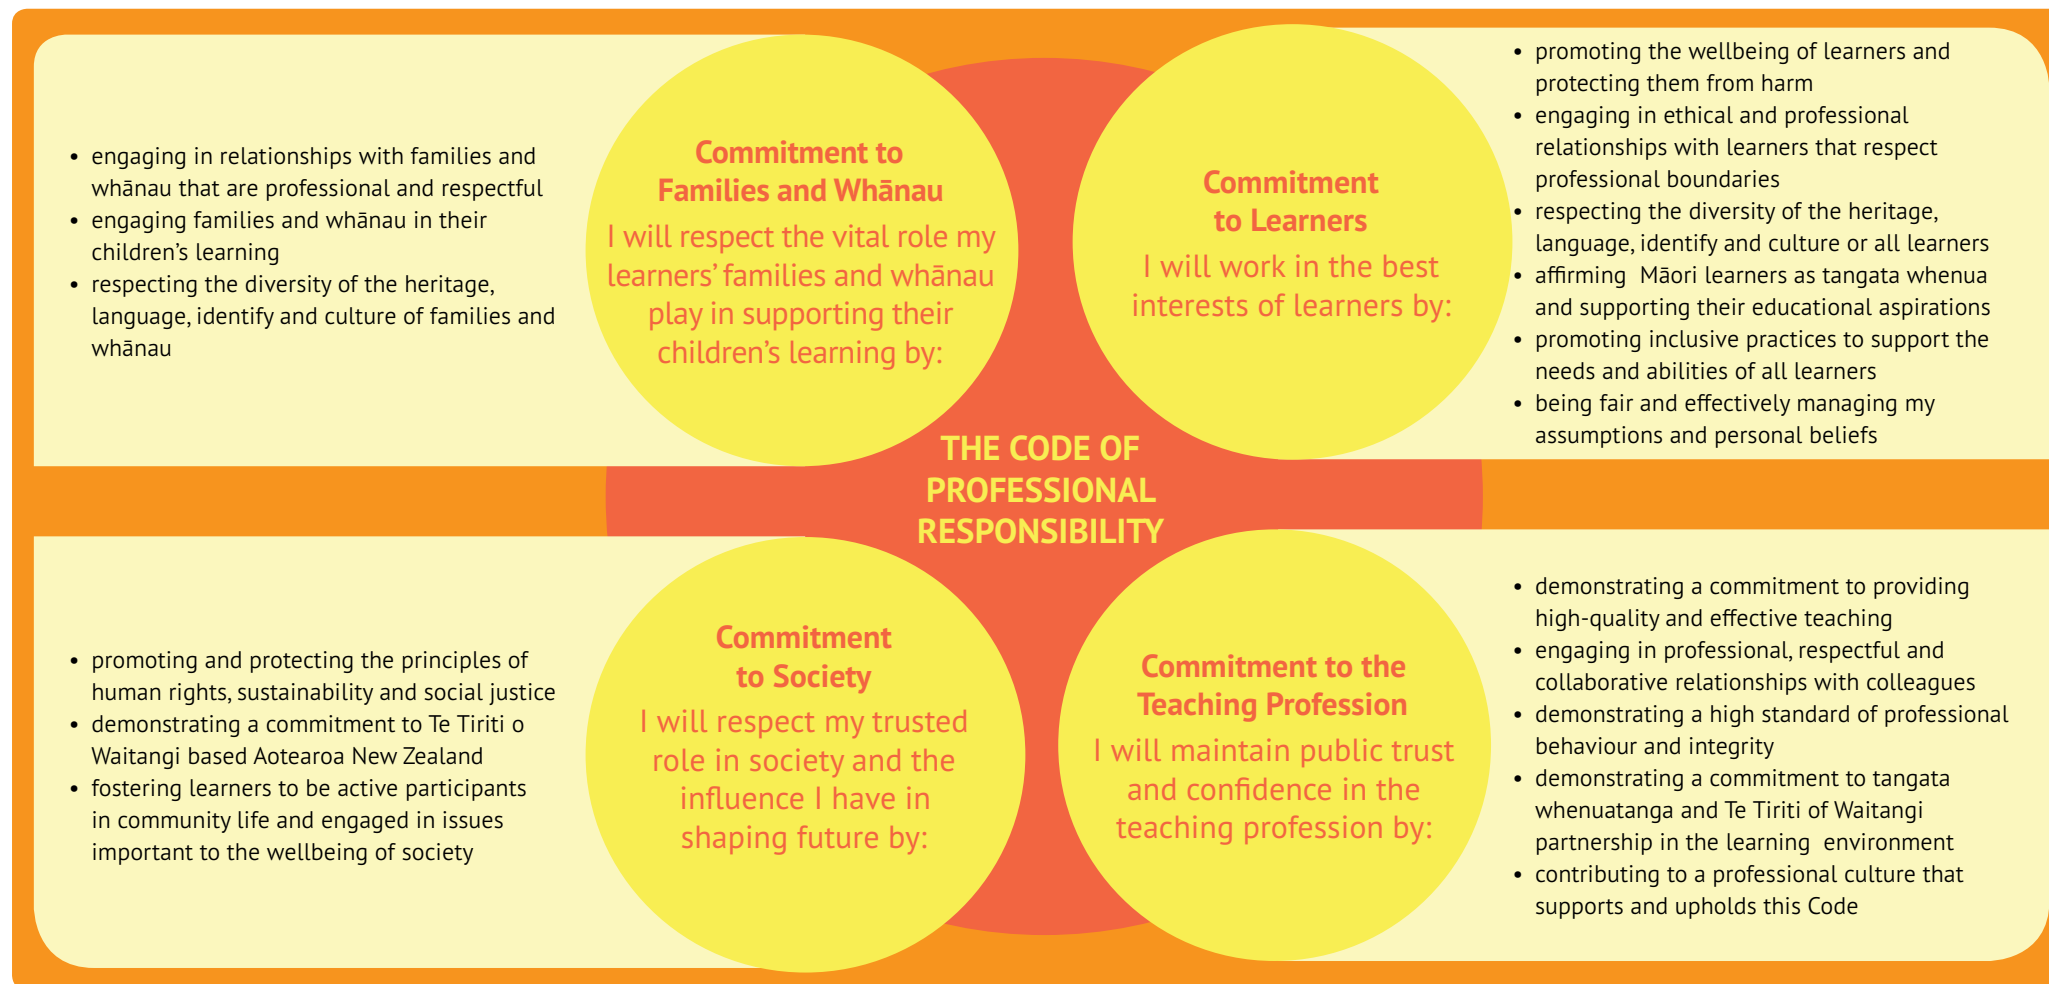 • engaging in relationships with families and
whānau that are professional and respectful
• engaging families and whānau in their
children’s learning
• respecting the diversity of the heritage,
language, identify and culture of families and
whānau
Commitment to
Families and Whānau
I will respect the vital role my
learners’ families and whānau
play in supporting their
children’s learning by:
Commitment
to Learners
I will work in the best
interests of learners by:
• promoting the wellbeing of learners and
protecting them from harm
• engaging in ethical and professional
relationships with learners that respect
professional boundaries
• respecting the diversity of the heritage,
language, identify and culture or all learners
• affirming  Māori learners as tangata whenua
and supporting their educational aspirations
• promoting inclusive practices to support the
needs and abilities of all learners
• being fair and effectively managing my
assumptions and personal beliefs
THE CODE OF
PROFESSIONAL
RESPONSIBILITY
• promoting and protecting the principles of
human rights, sustainability and social justice
• demonstrating a commitment to Te Tiriti o
Waitangi based Aotearoa New Zealand
• fostering learners to be active participants
in community life and engaged in issues
important to the wellbeing of society
Commitment
to Society
I will respect my trusted
role in society and the
influence I have in
shaping future by:
Commitment to the
Teaching Profession
I will maintain public trust
and confidence in the
teaching profession by:
• demonstrating a commitment to providing
high-quality and effective teaching
• engaging in professional, respectful and
collaborative relationships with colleagues
• demonstrating a high standard of professional
behaviour and integrity
• demonstrating a commitment to tangata
whenuatanga and Te Tiriti of Waitangi
partnership in the learning  environment
• contributing to a professional culture that
supports and upholds this Code